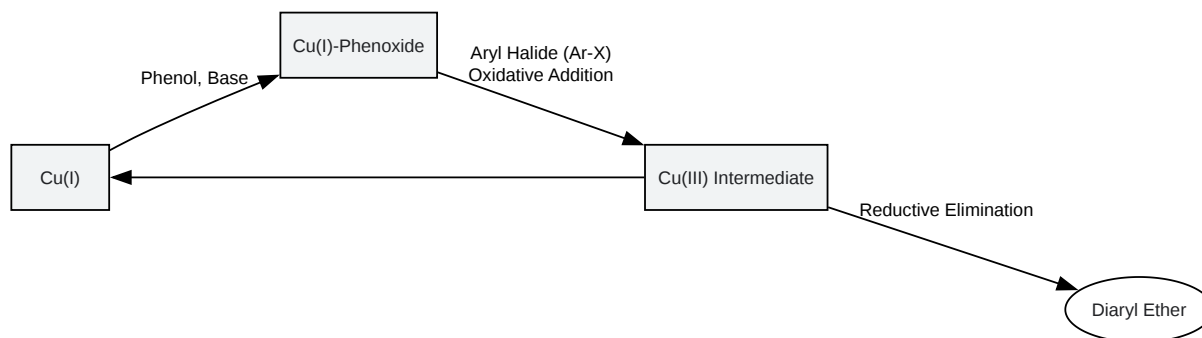 Cu(I)-Phenoxide
Aryl Halide (Ar-X)
Oxidative Addition
Phenol, Base
Cu(I)
Cu(III) Intermediate
Reductive Elimination
Diaryl Ether